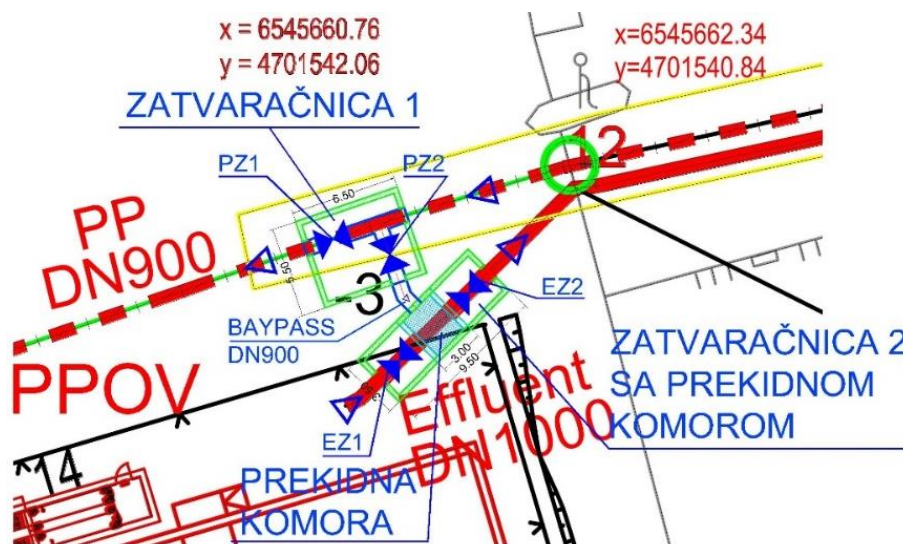 x = 6545660.76
y = 4701542.06
x=6545662.34
y=4701540.84
ZATVARAČNICA 1
PZ1
PZ2
12
6.50
PP
DN900
5.50
3
EZ2
BAYPASS
DN900
3.00
9.50
ZATVARAČNICA 2
SA PREKIDNOM
KOMOROM
PPOV
Effluent
DN1000
EZ1
14
PREKIDNA
KOMORA